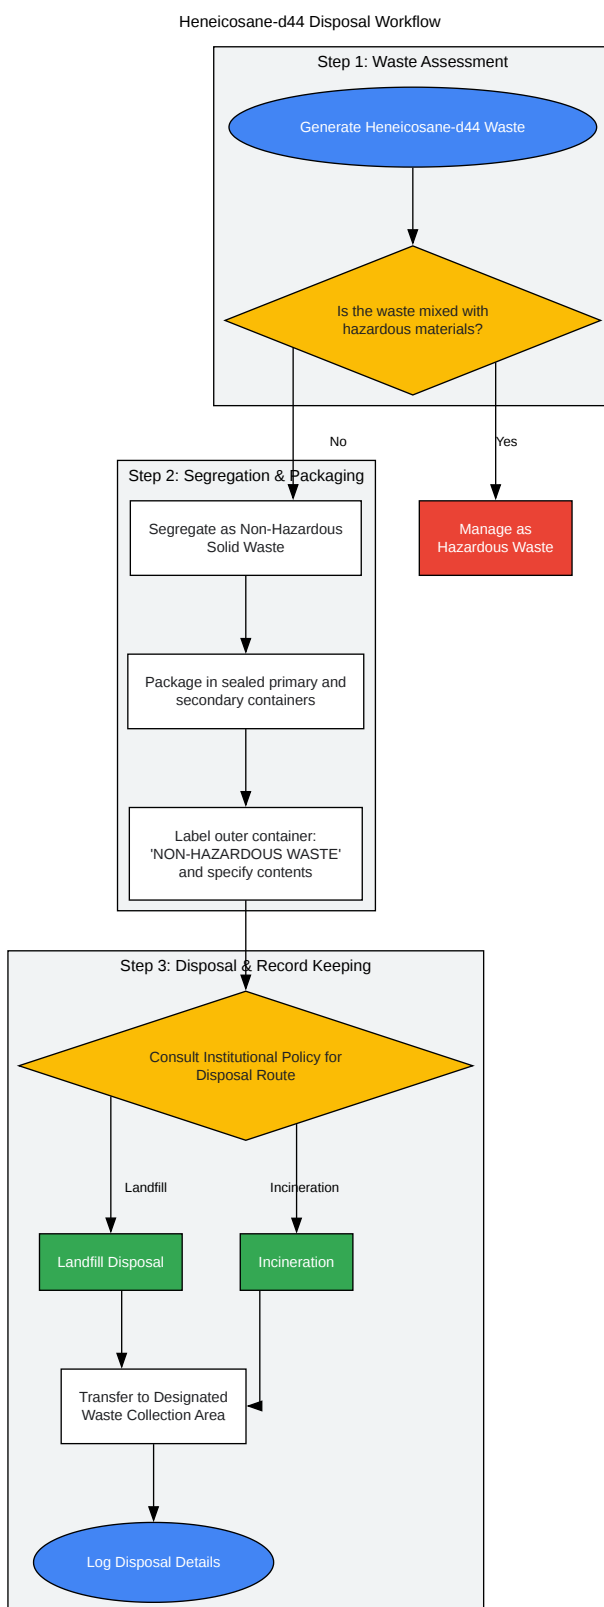 Heneicosane-d44 Disposal Workflow
Step 1: Waste Assessment
Generate Heneicosane-d44 Waste
Is the waste mixed with
hazardous materials?
No
Yes
Step 2: Segregation & Packaging
Segregate as Non-Hazardous
Solid Waste
Manage as
Hazardous Waste
Package in sealed primary and
secondary containers
Label outer container:
'NON-HAZARDOUS WASTE'
and specify contents
Step 3: Disposal & Record Keeping
Consult Institutional Policy for
Disposal Route
Landfill
Incineration
Landfill Disposal
Incineration
Transfer to Designated
Waste Collection Area
Log Disposal Details